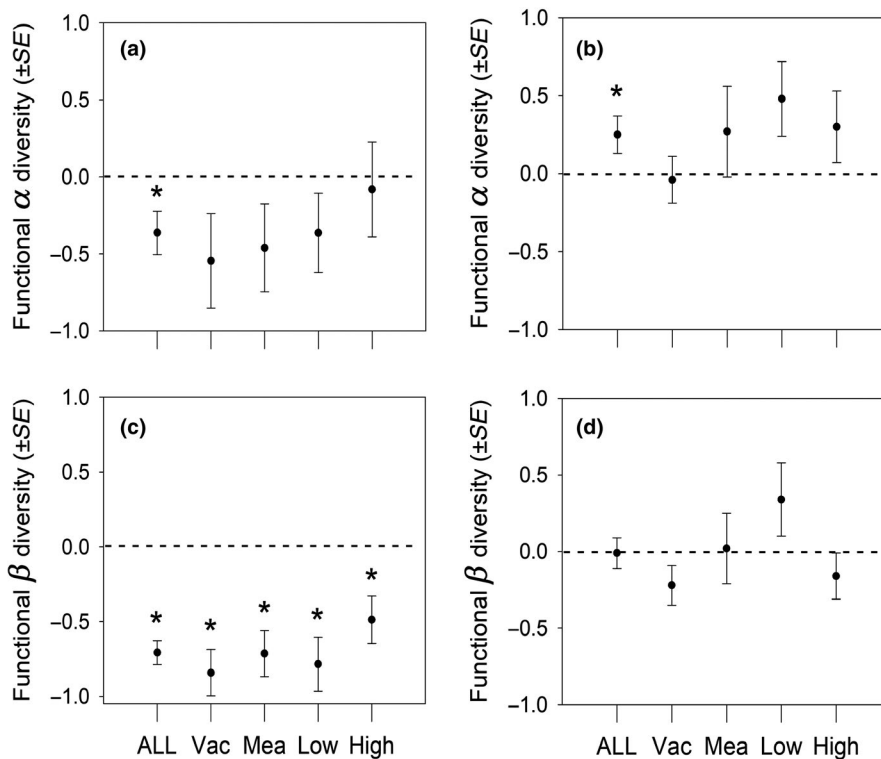 Functional α diversity (±SE)
1.0
0.5
0.0
−0.5
−1.0
(a)
*
Functional α diversity (±SE)
1.0
0.5
0.0
−0.5
−1.0
(b)
*
Functional β diversity (±SE)
1.0
0.5
0.0
−0.5
−1.0
(c)
* * * * *
ALL Vac Mea Low High
Functional β diversity (±SE)
1.0
0.5
0.0
−0.5
−1.0
(d)
ALL Vac Mea Low High